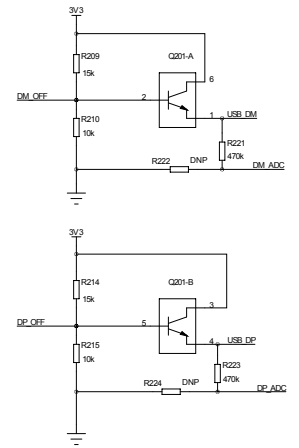 3V3
R209
15k
Q201-A
6
DM_OFF
2
R210
10k
1
USB_DM
R221
470k
R222
DNP
DM_ADC
3V3
R214
15k
Q201-B
3
DP_OFF
5
R215
10k
4
USB_DP
R223
470k
R224
DNP
DP_ADC